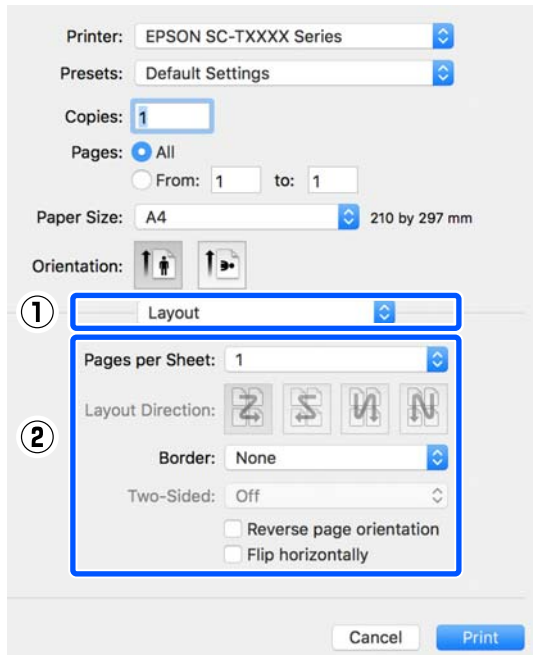 Printer: EPSON SC-TXXXX Series
Presets: Default Settings
Copies: 1
Pages: All
From: 1 to: 1
Paper Size: A4 210 by 297 mm
Orientation:
① Layout
Pages per Sheet: 1
Layout Direction:
②
Border: None
Two-Sided: Off
Reverse page orientation
Flip horizontally
Cancel Print